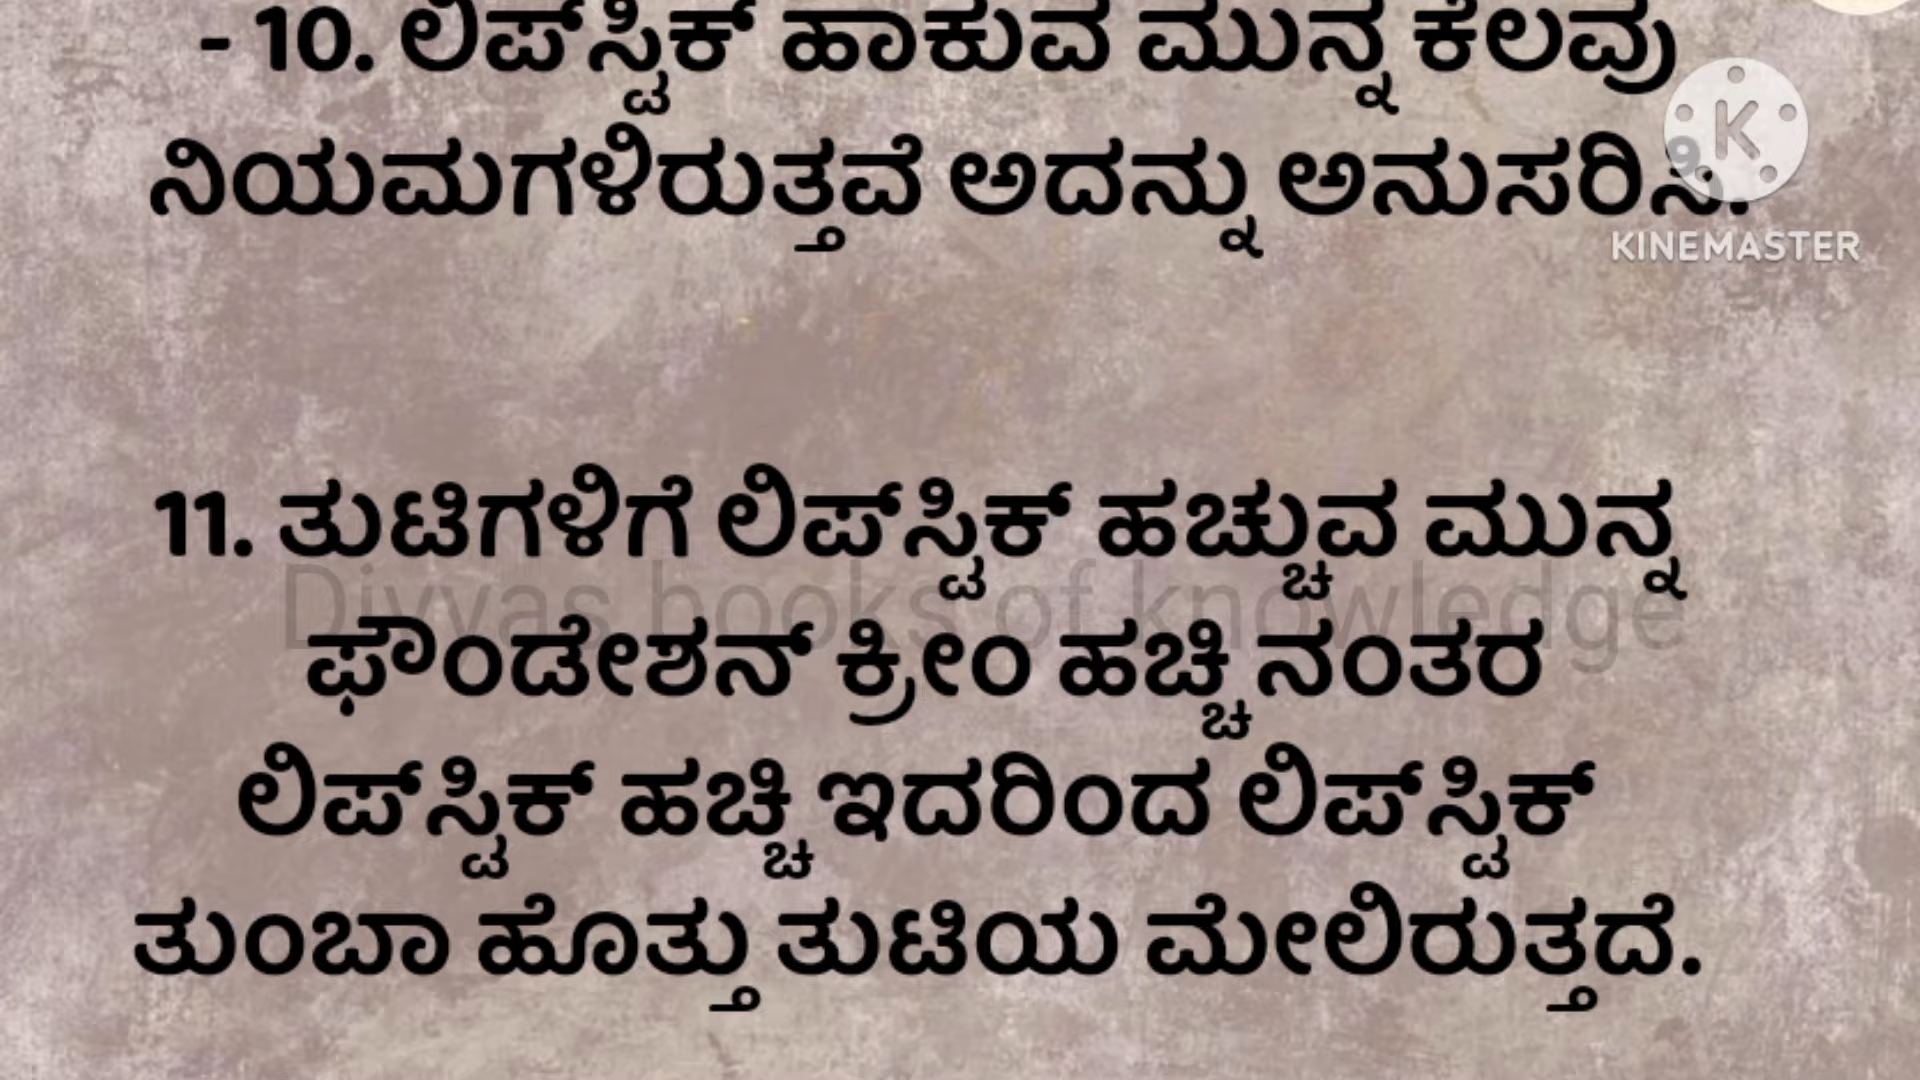 - 10. ಲಿಪ್‌ಸ್ಟಿಕ್ ಹಾಕುವ ಮುನ್ನ ಕೆಲವು
ನಿಯಮಗಳಿರುತ್ತವೆ ಅದನ್ನು ಅನುಸರಿಸಿ.
KINEMASTER
11. ತುಟಿಗಳಿಗೆ ಲಿಪ್‌ಸ್ಟಿಕ್ ಹಚ್ಚುವ ಮುನ್ನ
Divyas books of knowledge
ಫೌಂಡೇಶನ್ ಕ್ರೀಂ ಹಚ್ಚಿ ನಂತರ
ಲಿಪ್‌ಸ್ಟಿಕ್ ಹಚ್ಚಿ ಇದರಿಂದ ಲಿಪ್‌ಸ್ಟಿಕ್
ತುಂಬಾ ಹೊತ್ತು ತುಟಿಯ ಮೇಲಿರುತ್ತದೆ.